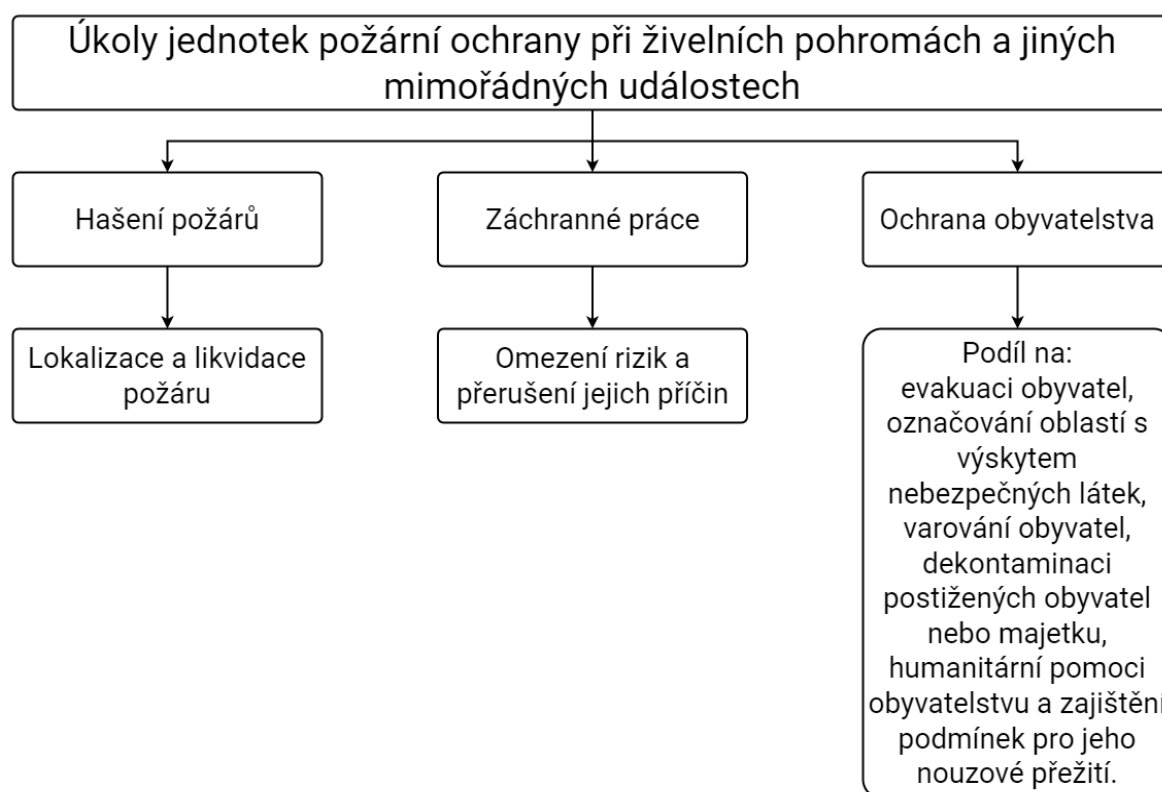 Úkoly jednotek požární ochrany při živelních pohromách a jiných
mimořádných událostech
Hašení požárů
Záchranné práce
Ochrana obyvatelstva
Lokalizace a likvidace
požáru
Omezení rizik a
přerušení jejich příčin
Podíl na:
evakuaci obyvatel,
označování oblastí s
výskytem
nebezpečných látek,
varování obyvatel,
dekontaminaci
postižených obyvatel
nebo majetku,
humanitární pomoci
obyvatelstvu a zajištění
podmínek pro jeho
nouzové přežití.